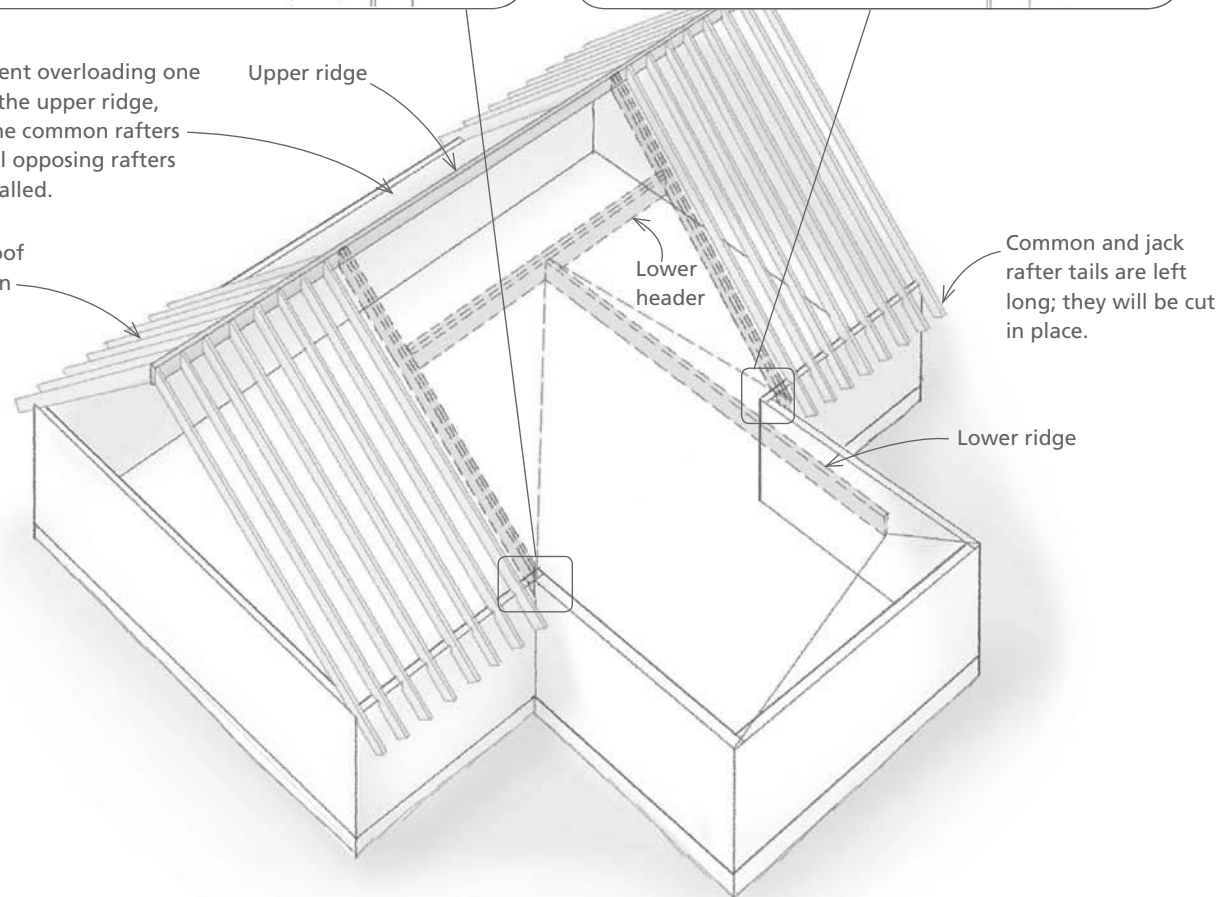 ent overloading one
the upper ridge,
ne common rafters
l opposing rafters
alled.
Upper ridge
oof
n
Lower
header
Common and jack
rafter tails are left
long; they will be cut
in place.
Lower ridge